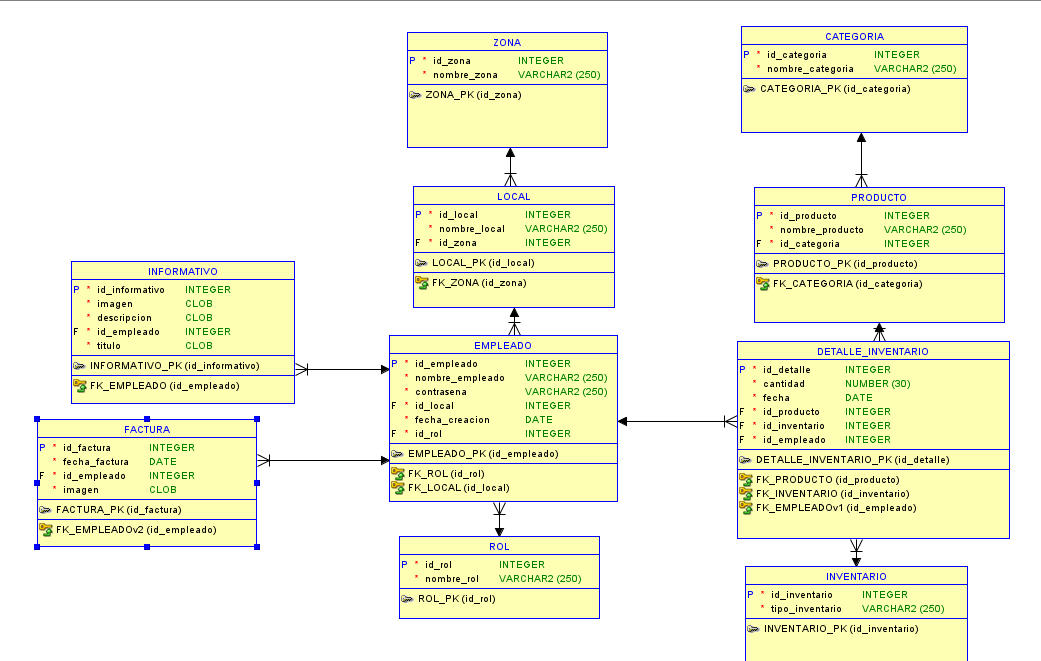 ZONA
P * id_zona INTEGER
* nombre_zona VARCHAR2 (250)
ZONA_PK (id_zona)
CATEGORIA
P * id_categoria INTEGER
* nombre_categoria VARCHAR2 (250)
CATEGORIA_PK (id_categoria)
LOCAL
P * id_local INTEGER
* nombre_local VARCHAR2 (250)
F * id_zona INTEGER
LOCAL_PK (id_local)
FK_ZONA (id_zona)
PRODUCTO
P * id_producto INTEGER
* nombre_producto VARCHAR2 (250)
F * id_categoria INTEGER
PRODUCTO_PK (id_producto)
FK_CATEGORIA (id_categoria)
INFORMATIVO
P * id_informativo INTEGER
* imagen CLOB
* descripcion CLOB
F * id_empleado INTEGER
* titulo CLOB
INFORMATIVO_PK (id_informativo)
FK_EMPLEADO (id_empleado)
EMPLEADO
P * id_empleado INTEGER
* nombre_empleado VARCHAR2 (250)
* contrasena VARCHAR2 (250)
F * id_local INTEGER
* fecha_creacion DATE
F * id_rol INTEGER
EMPLEADO_PK (id_empleado)
FK_ROL (id_rol)
FK_LOCAL (id_local)
DETALLE_INVENTARIO
P * id_detalle INTEGER
* cantidad NUMBER (30)
* fecha DATE
F * id_producto INTEGER
F * id_inventario INTEGER
F * id_empleado INTEGER
DETALLE_INVENTARIO_PK (id_detalle)
FK_PRODUCTO (id_producto)
FK_INVENTARIO (id_inventario)
FK_EMPLEADOv1 (id_empleado)
FACTURA
P * id_factura INTEGER
* fecha_factura DATE
F * id_empleado INTEGER
* imagen CLOB
FACTURA_PK (id_factura)
FK_EMPLEADOv2 (id_empleado)
ROL
P * id_rol INTEGER
* nombre_rol VARCHAR2 (250)
ROL_PK (id_rol)
INVENTARIO
P * id_inventario INTEGER
* tipo_inventario VARCHAR2 (250)
INVENTARIO_PK (id_inventario)